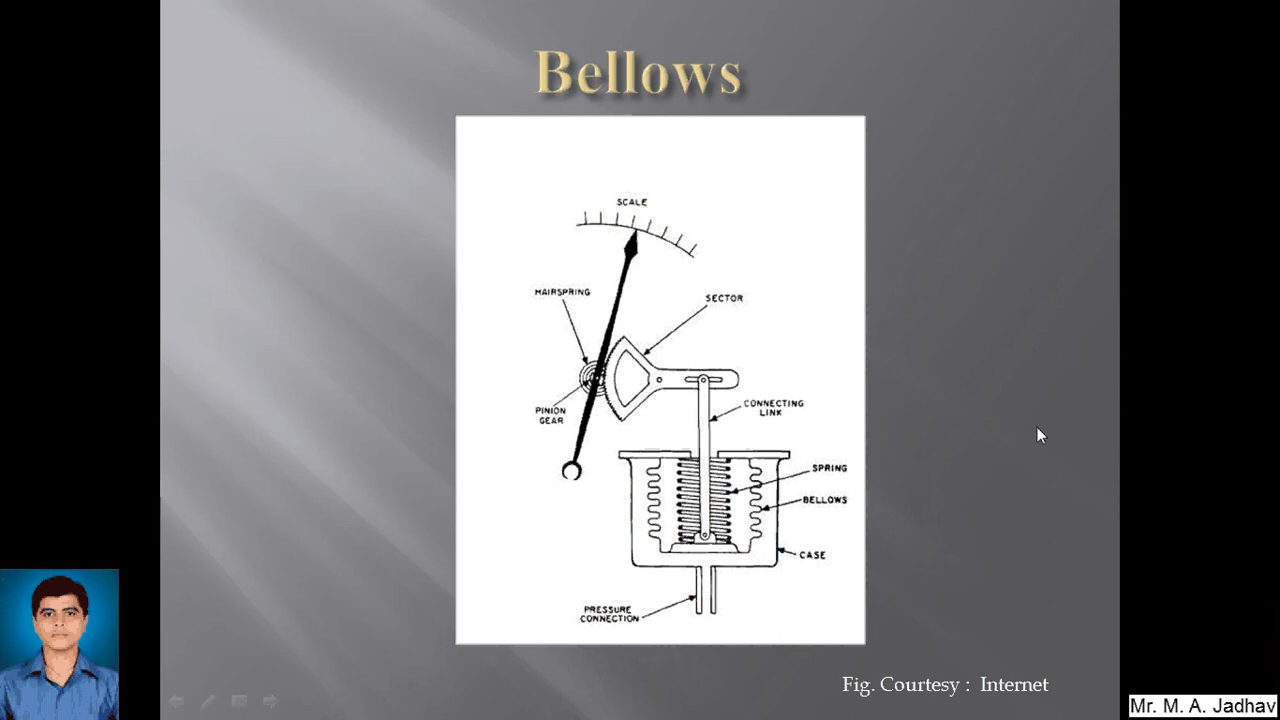 Bellows
SCALE
HAIRSPRING
SECTOR
PINION
GEAR
CONNECTING
LINK
SPRING
BELLOWS
CASE
PRESSURE
CONNECTION
Fig. Courtesy : Internet
Mr. M. A. Jadhav